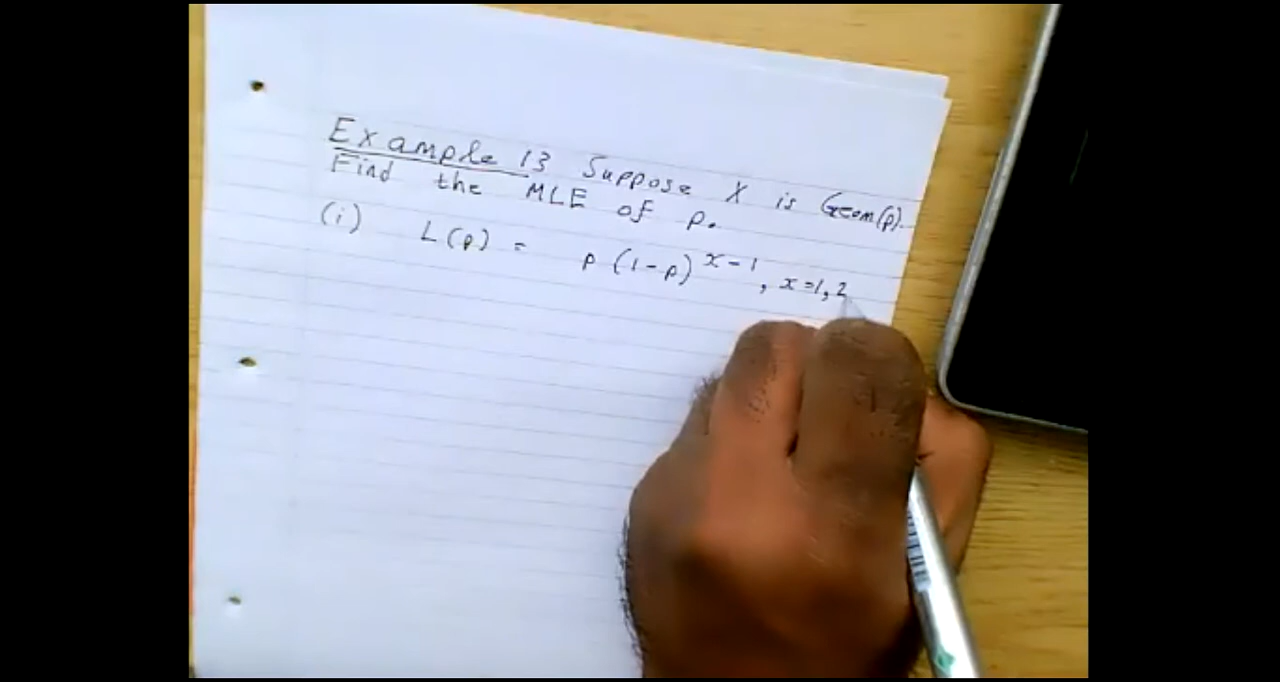 Example 13 Suppose X is Geom(p).
Find the MLE of p.
(i) L(p) = p(1-p)^x-1, x=1,2